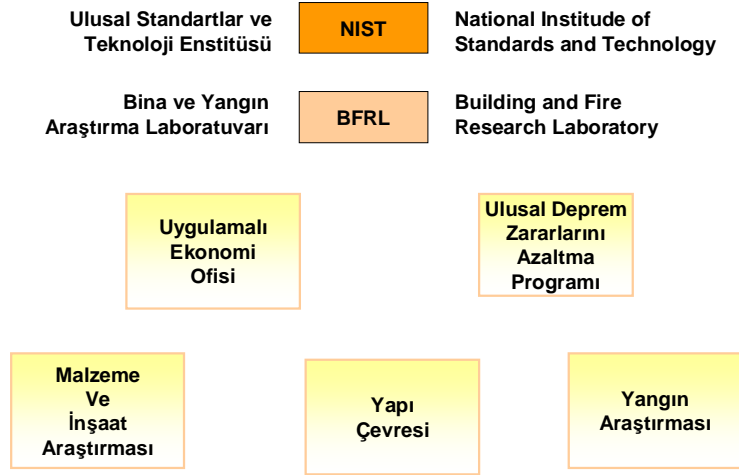 Ulusal Standartlar ve
Teknoloji Enstitüsü
NIST
National Institude of
Standards and Technology
Bina ve Yangın
Araştırma Laboratuvarı
BFRL
Building and Fire
Research Laboratory
Uygulamalı
Ekonomi
Ofisi
Ulusal Deprem
Zararlarını
Azaltma
Programı
Malzeme
Ve
İnşaat
Araştırması
Yapı
Çevresi
Yangın
Araştırması